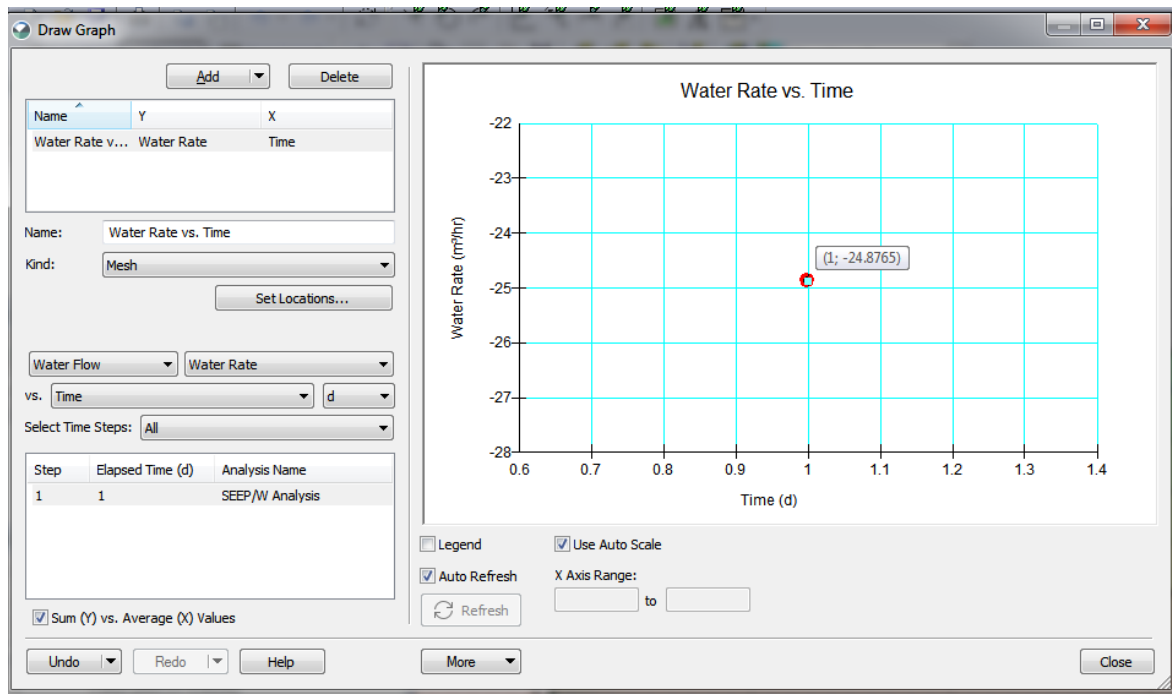 Draw Graph
Add
Delete
Name Y X
Water Rate v... Water Rate Time
Name: Water Rate vs. Time
Kind: Mesh
Set Locations...
Water Flow Water Rate
vs. Time d
Select Time Steps: All
Step Elapsed Time (d) Analysis Name
1 1 SEEP/W Analysis
Sum (Y) vs. Average (X) Values
Undo Redo Help
Water Rate vs. Time
-22
-23
-24
-25
-26
-27
-28
Water Rate (m³/hr)
(1; -24.8765)
0.6 0.7 0.8 0.9 1 1.1 1.2 1.3 1.4
Time (d)
Legend Use Auto Scale
Auto Refresh X Axis Range:
Refresh to
More Close